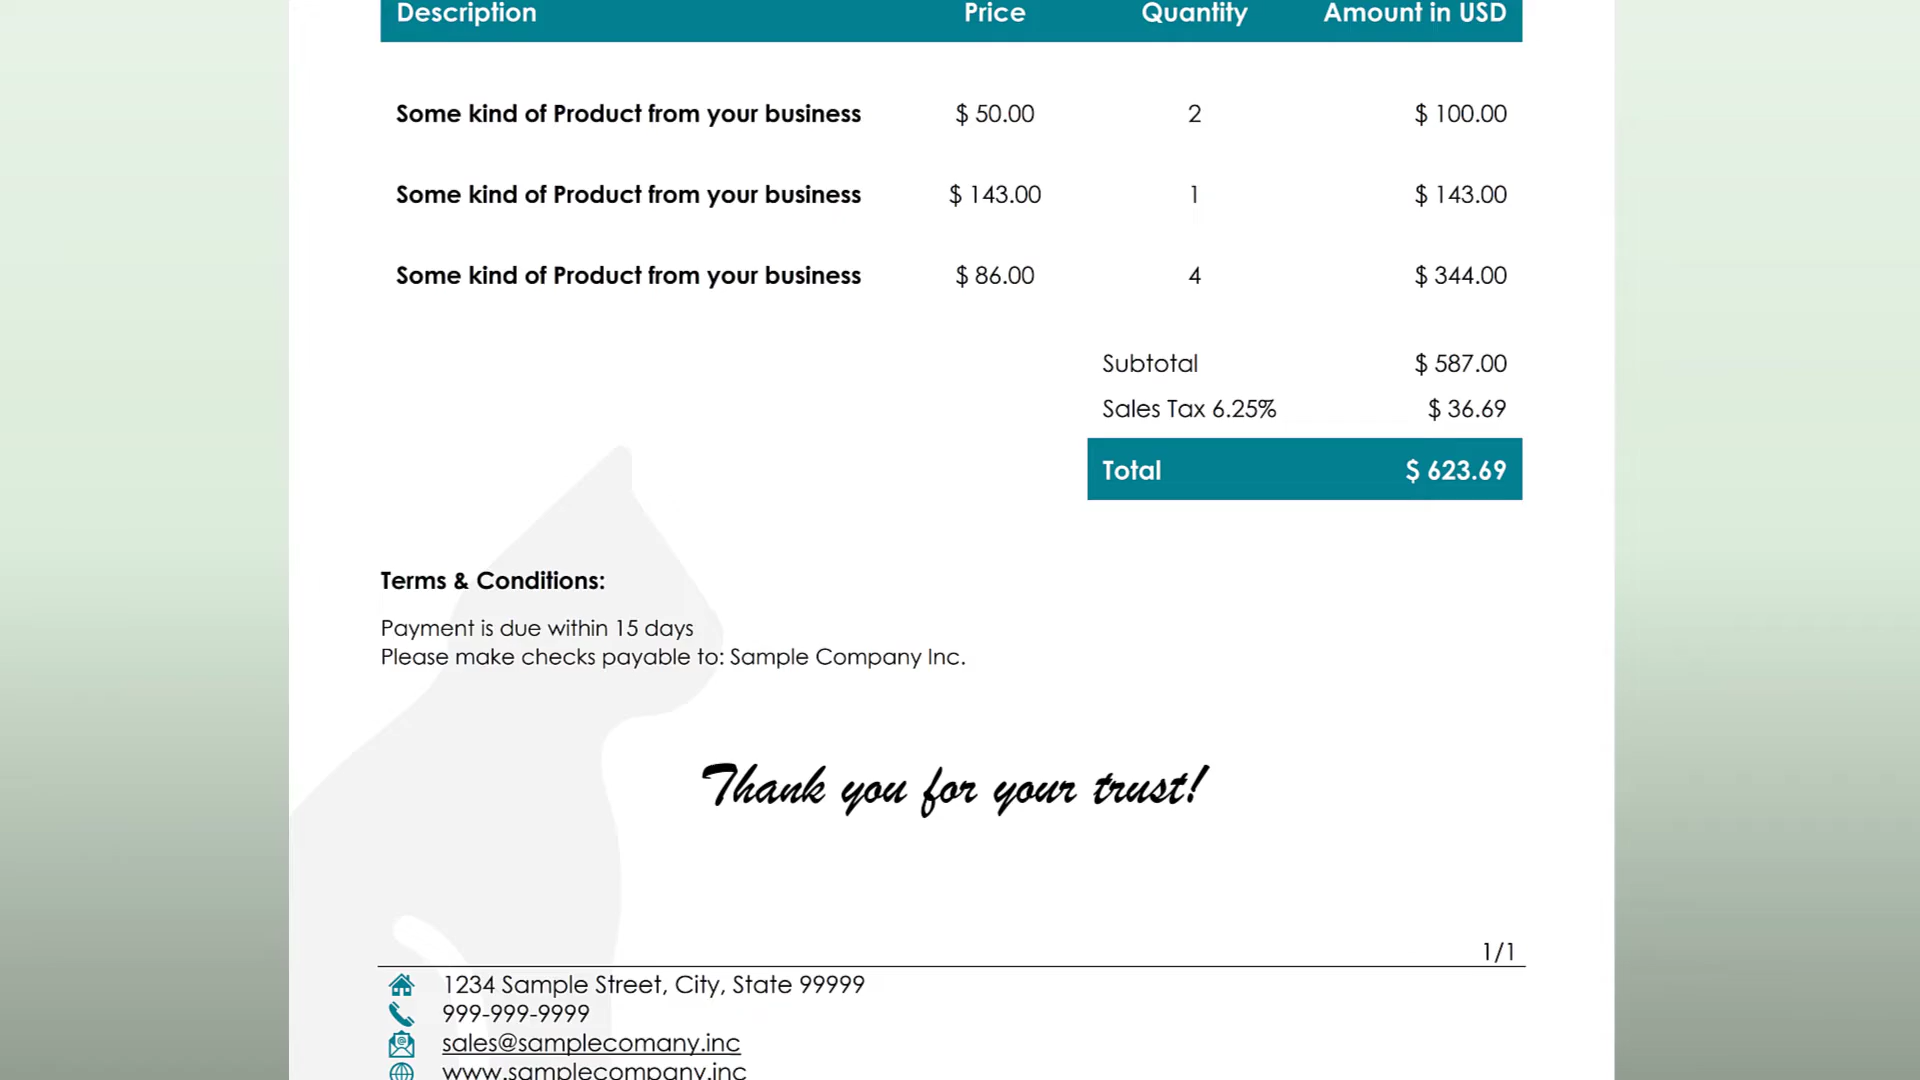 Description Price Quantity Amount in USD
Some kind of Product from your business $ 50.00 2 $ 100.00
Some kind of Product from your business $ 143.00 1 $ 143.00
Some kind of Product from your business $ 86.00 4 $ 344.00
Subtotal $ 587.00
Sales Tax 6.25% $ 36.69
Total $ 623.69
Terms & Conditions:
Payment is due within 15 days
Please make checks payable to: Sample Company Inc.
Thank you for your trust!
1/1
1234 Sample Street, City, State 99999
999-999-9999
sales@samplecomany.inc
www.samplecompany.inc